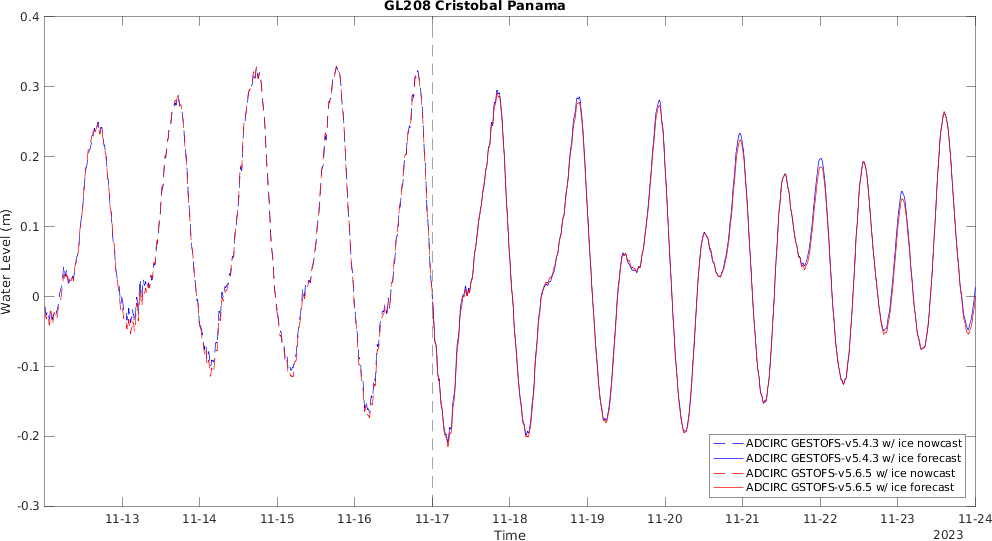 GL208 Cristobal Panama
0.4
0.3
0.2
0.1
0
-0.1
-0.2
-0.3
Water Level (m)
11-13 11-14 11-15 11-16 11-17 11-18 11-19 11-20 11-21 11-22 11-23 11-24
Time
2023
ADCIRC GESTOFS-v5.4.3 w/ ice nowcast
ADCIRC GESTOFS-v5.4.3 w/ ice forecast
ADCIRC GSTOFS-v5.6.5 w/ ice nowcast
ADCIRC GSTOFS-v5.6.5 w/ ice forecast